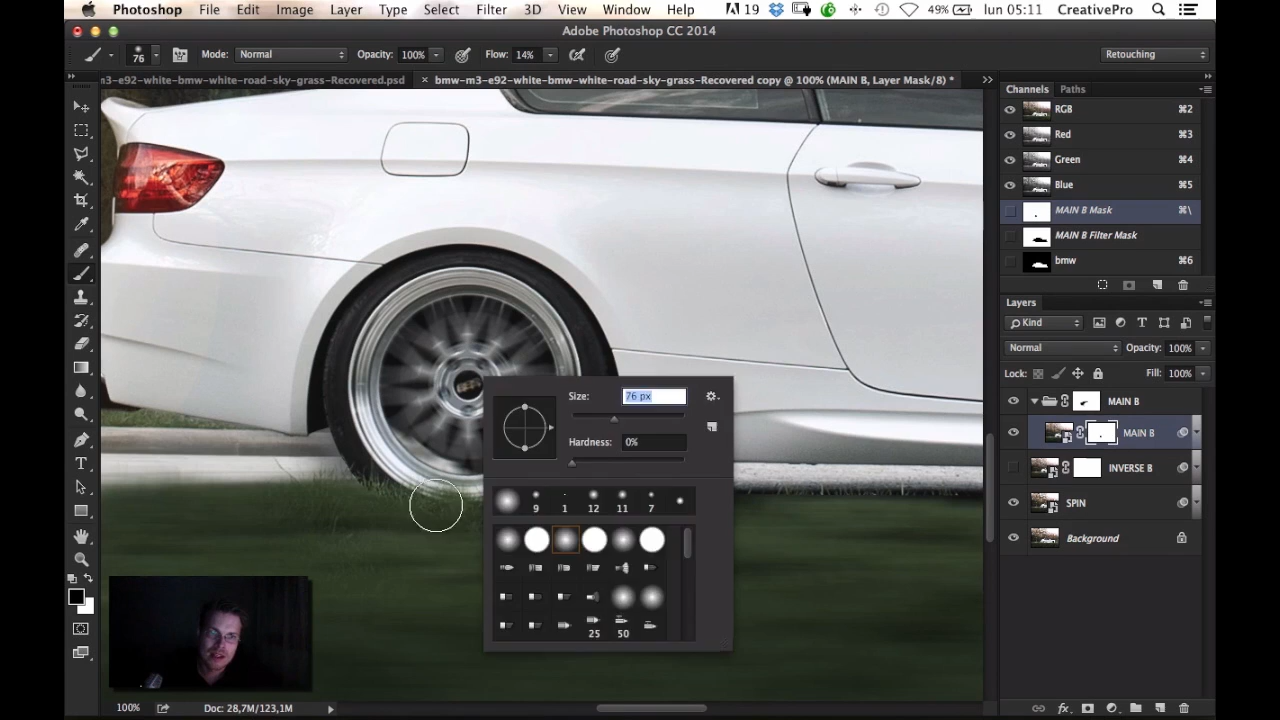 Photoshop File Edit Image Layer Type Select Filter 3D View Window Help 19 49% lun 05:11 CreativePro
Adobe Photoshop CC 2014
76 Mode: Normal Opacity: 100% Flow: 14% Retouching
m3-e92-white-bmw-white-road-sky-grass-Recovered.psd × bmw-m3-e92-white-bmw-white-road-sky-grass-Recovered copy @ 100% (MAIN B, Layer Mask/8) *
Channels Paths
RGB ⌘2
Red ⌘3
Green ⌘4
Blue ⌘5
MAIN B Mask ⌘\
MAIN B Filter Mask
bmw ⌘6
Layers
Kind
Normal Opacity: 100%
Lock: Fill: 100%
MAIN B
MAIN B
INVERSE B
SPIN
Background
Size: 76 px
Hardness: 0%
9 1 12 11 7
25 50
100% Doc: 28,7M/123,1M